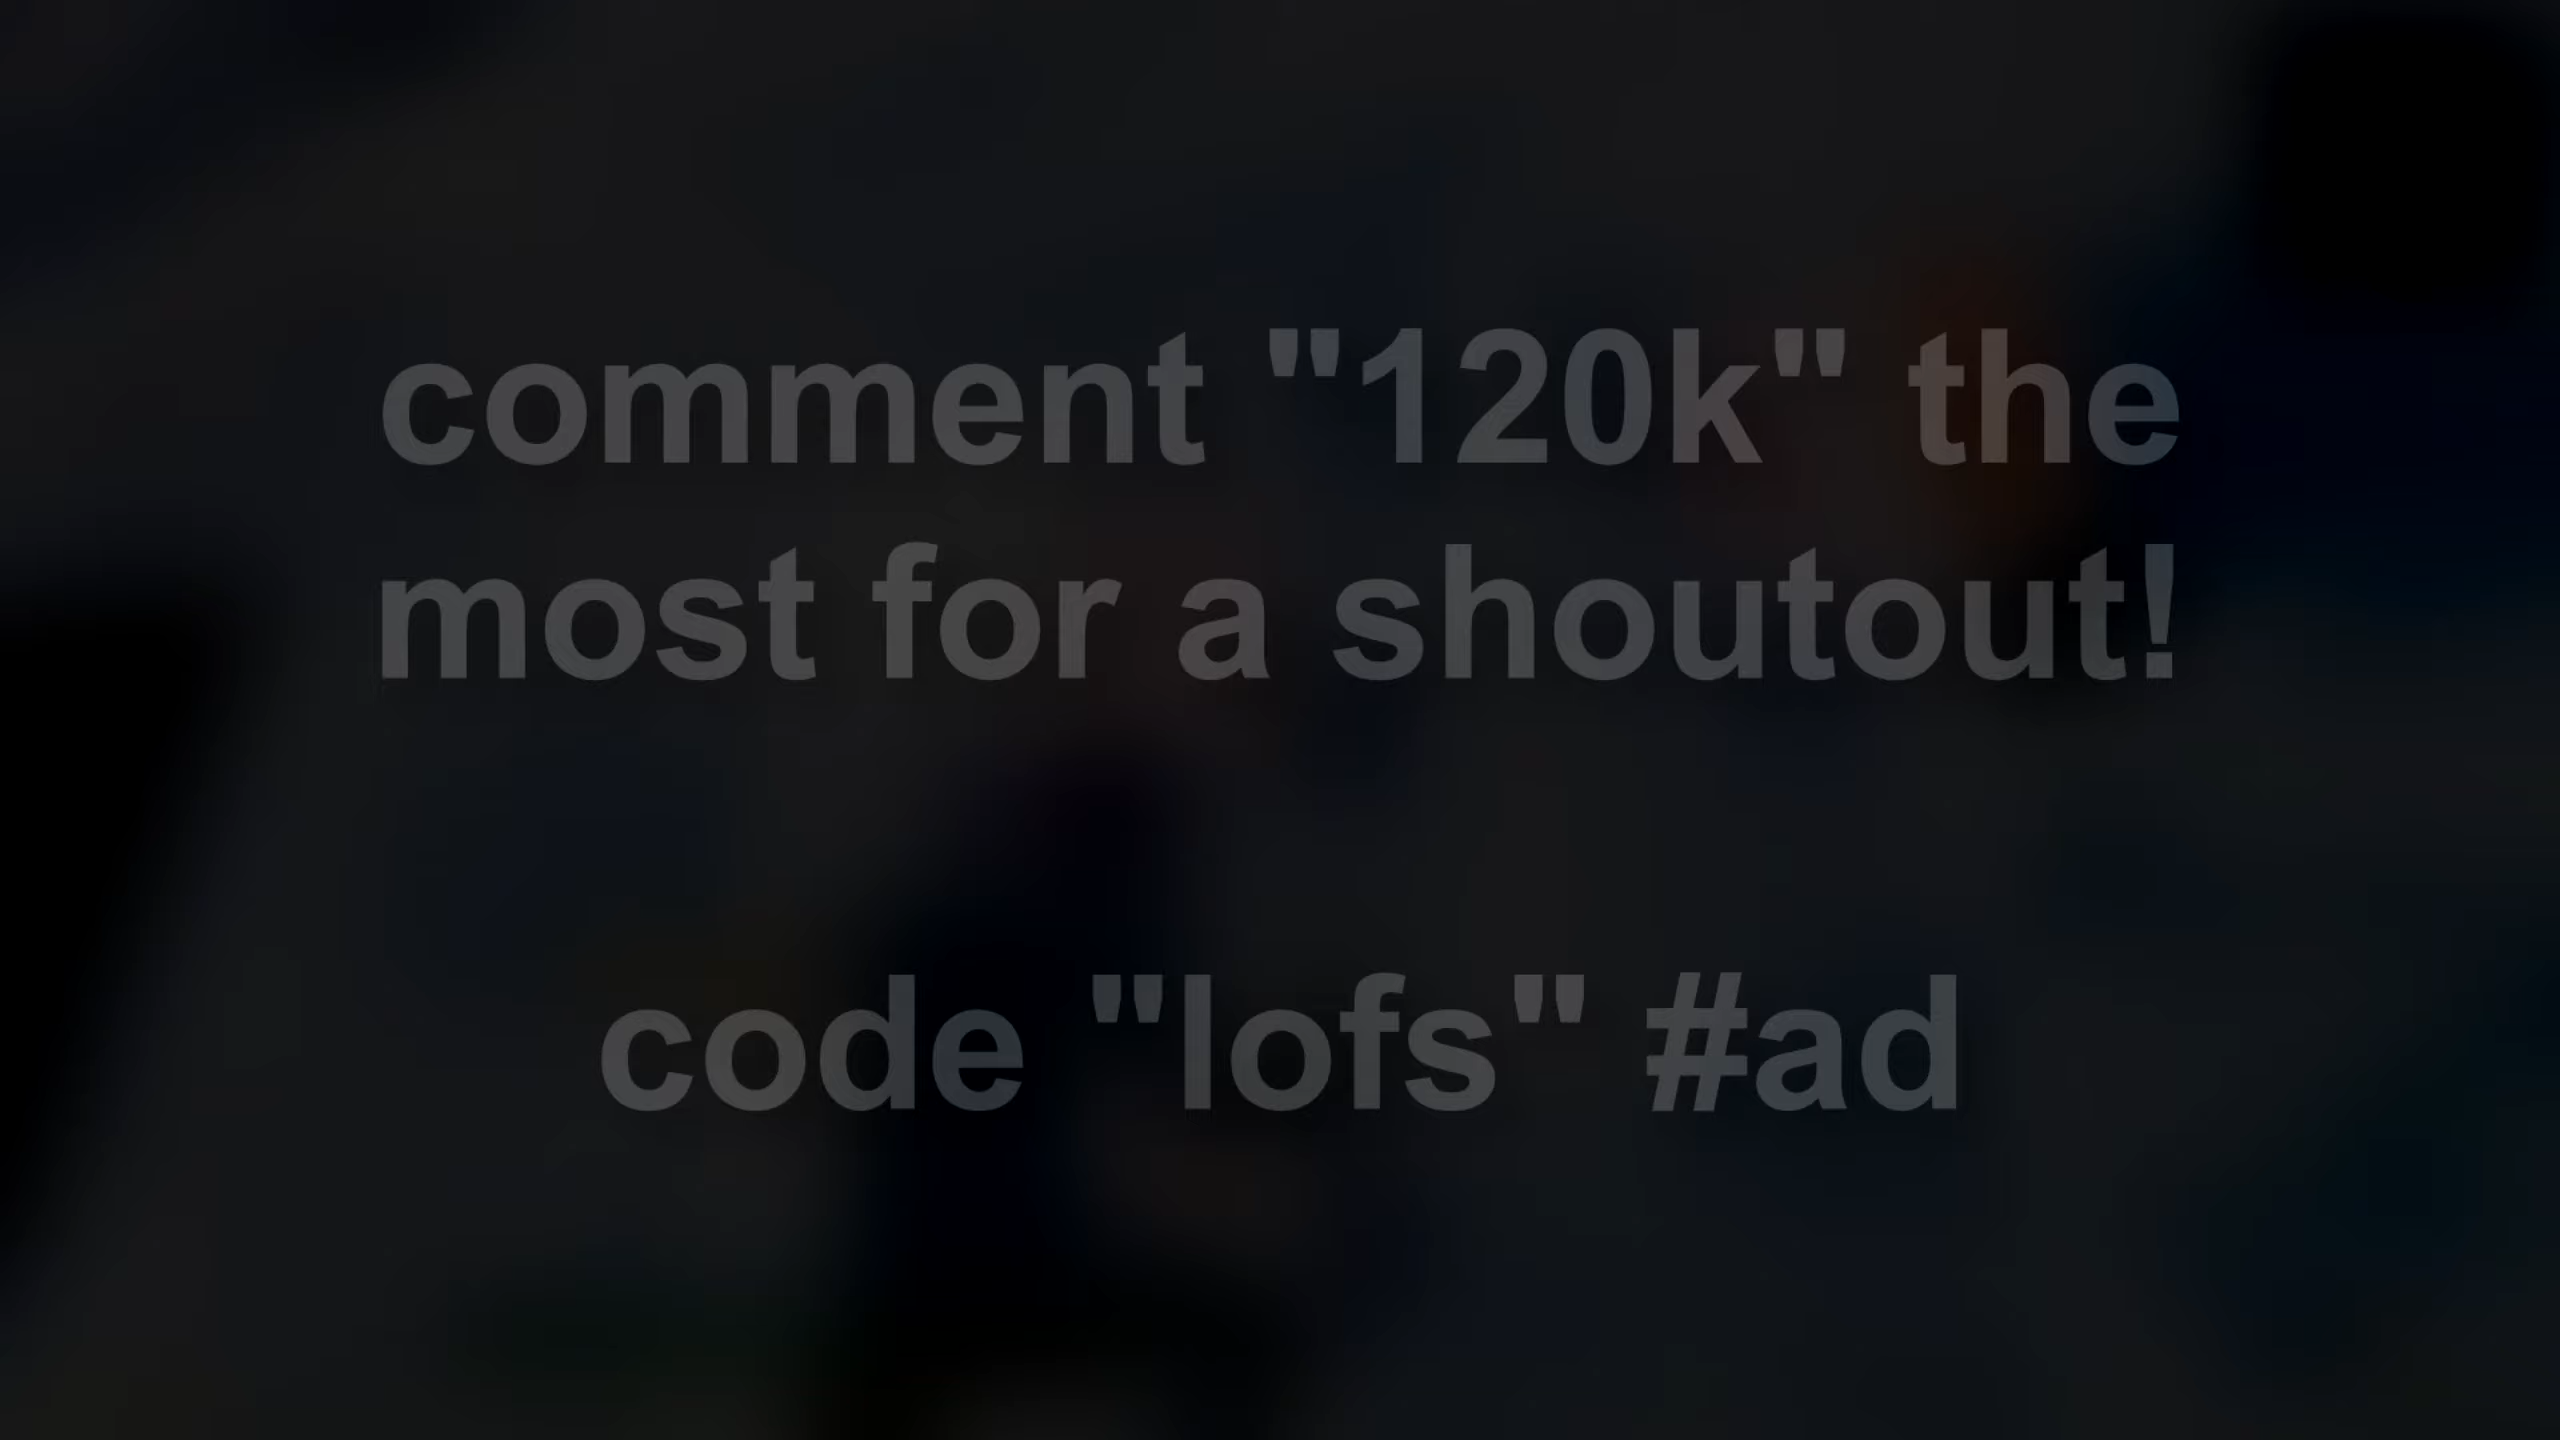 comment "120k" the
most for a shoutout!
code "lofs" #ad